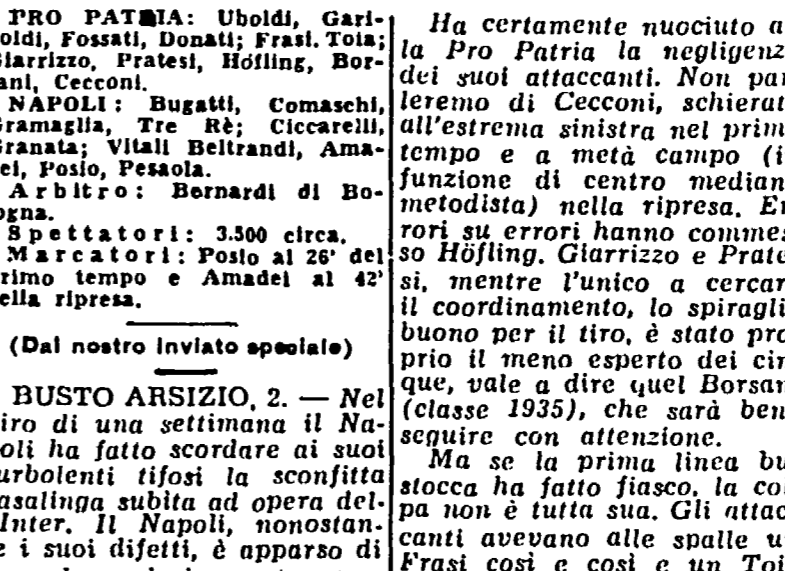 PRO PATRIA: Uboldi, Gari-
oldi, Fossati, Donati; Frasi. Toia;
Giarrizzo, Pratesi, Höfling, Bor-
ani, Cecconi.
NAPOLI: Bugatti, Comaschi,
Gramaglia, Tre Rè; Ciccarelli,
Granata; Vitali Beltrandi, Ama-
ei, Posio, Pesaola.
Arbitro: Bernardi di Bo-
ogna.
Spettatori: 3.500 circa.
Marcatori: Posio al 26' del
rimo tempo e Amadei al 42'
ella ripresa.
(Dal nostro inviato speciale)
BUSTO ARSIZIO, 2. — Nel
iro di una settimana il Na-
oli ha fatto scordare ai suoi
urbolenti tifosi la sconfitta
asalinga subita ad opera del-
Inter. Il Napoli, nonostan-
e i suoi difetti, è apparso di
Ha certamente nuociuto a
la Pro Patria la negligenz
dei suoi attaccanti. Non par
leremo di Cecconi, schierat
all'estrema sinistra nel prim
tempo e a metà campo (i
funzione di centro median
metodista) nella ripresa. Er
rori su errori hanno commes
so Höfling. Giarrizzo e Prate
si, mentre l'unico a cercar
il coordinamento, lo spiragli
buono per il tiro, è stato pro
prio il meno esperto dei cin
que, vale a dire quel Borsan
(classe 1935), che sarà ben
seguire con attenzione.
Ma se la prima linea bu
stocca ha fatto fiasco, la col
pa non è tutta sua. Gli attac
canti avevano alle spalle u
Frasi così e così e un Toi